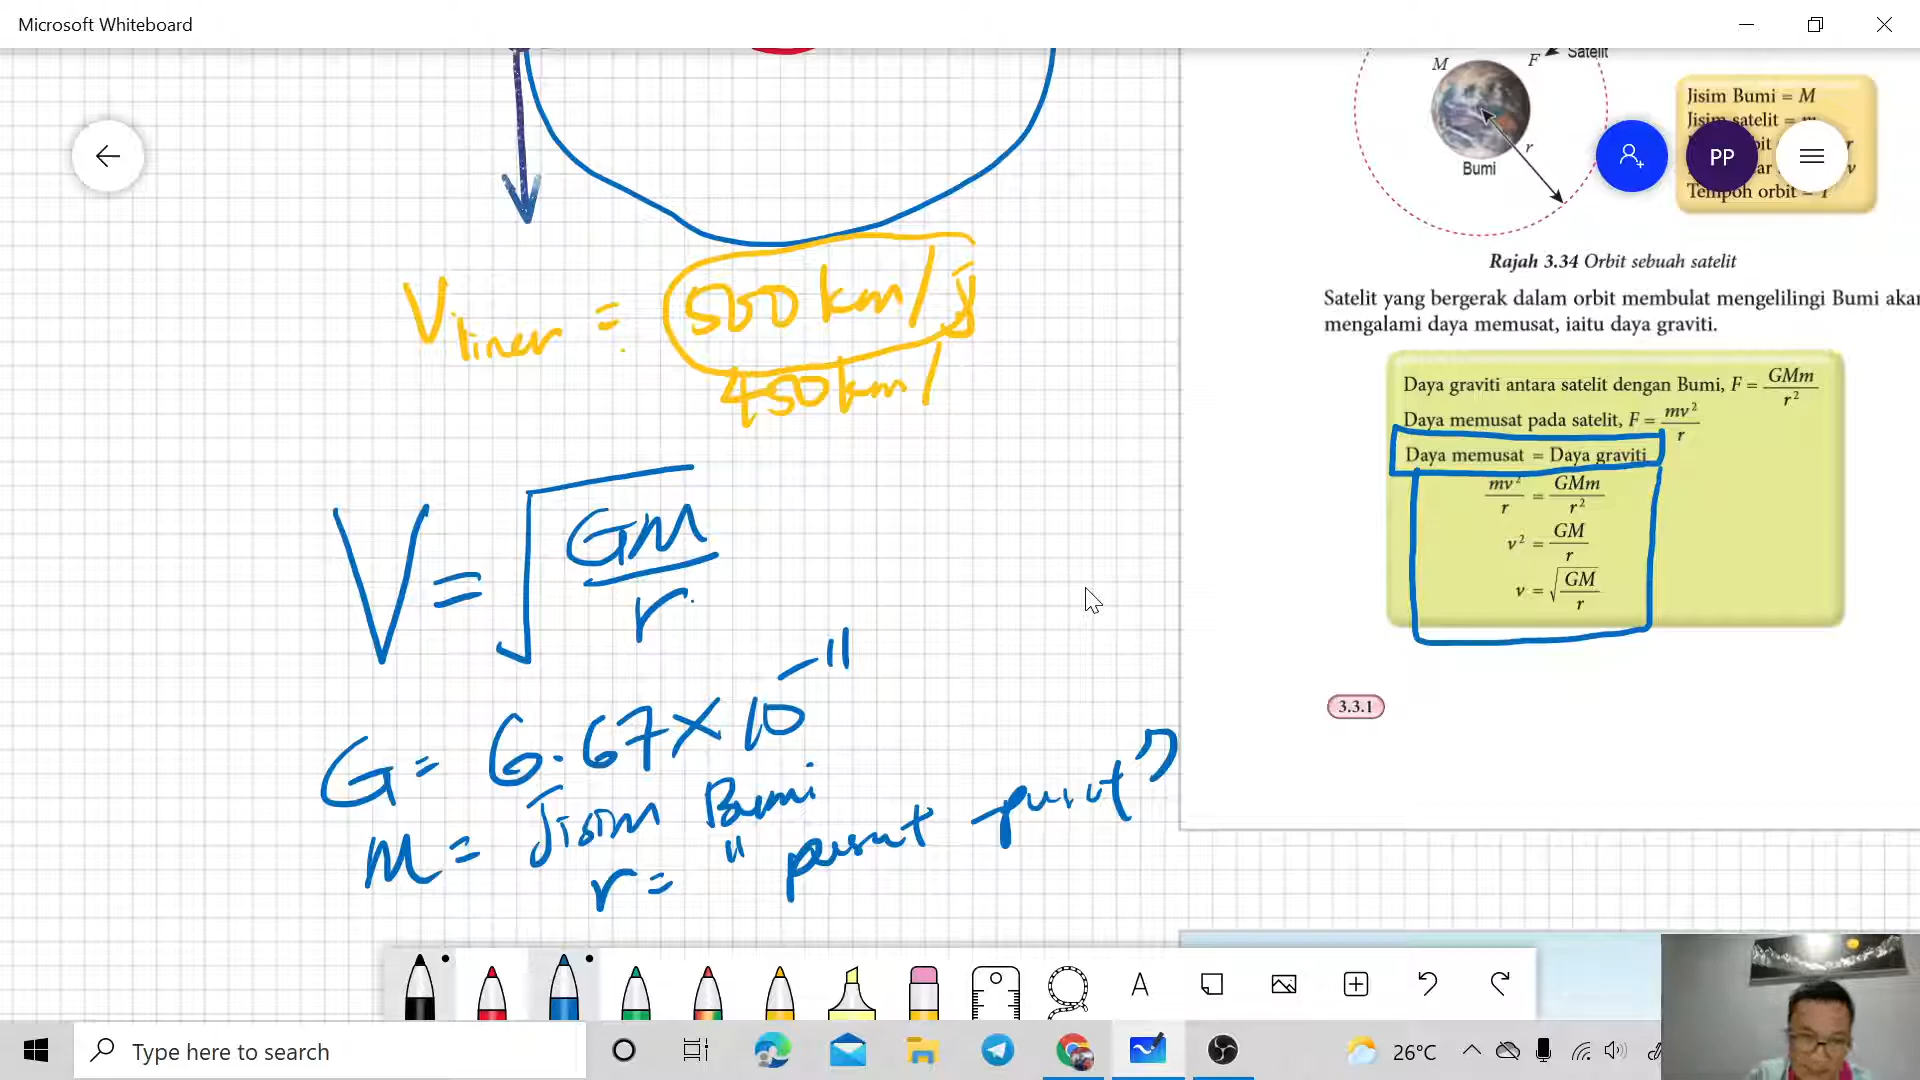 Microsoft Whiteboard
V liner = 500 km/j
450 km/
V = √ GM / r
G = 6.67 × 10 -11
M = Jisim Bumi
r = " pusat - pusat "
M
F
Satelit
r
Bumi
Jisim Bumi = M
Jisim satelit = m
r
v
Tempoh orbit = T
PP
Rajah 3.34 Orbit sebuah satelit
Satelit yang bergerak dalam orbit membulat mengelilingi Bumi akan
mengalami daya memusat, iaitu daya graviti.
Daya graviti antara satelit dengan Bumi, F = GMm / r²
Daya memusat pada satelit, F = mv² / r
Daya memusat = Daya graviti
mv² / r = GMm / r²
v² = GM / r
v = √ GM / r
3.3.1
A
Type here to search
26°C